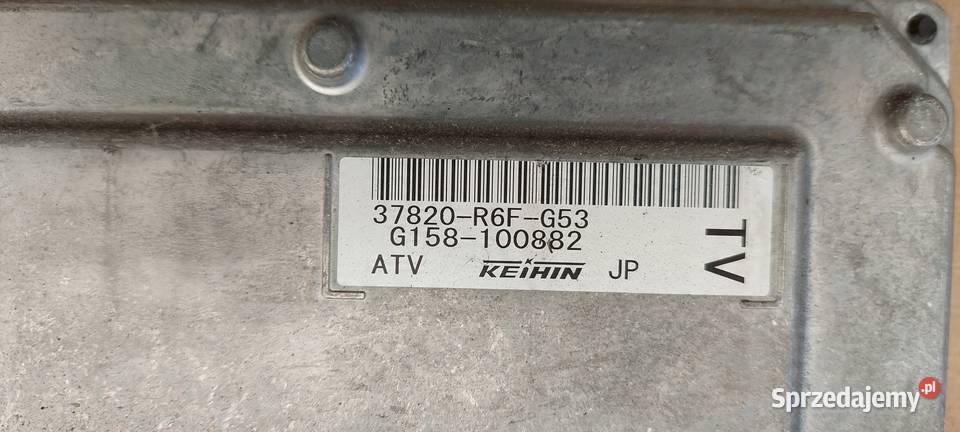 37820-R6F-G53
G158-100882
ATV KEIHIN JP
TV
Sprzedajemy.pl